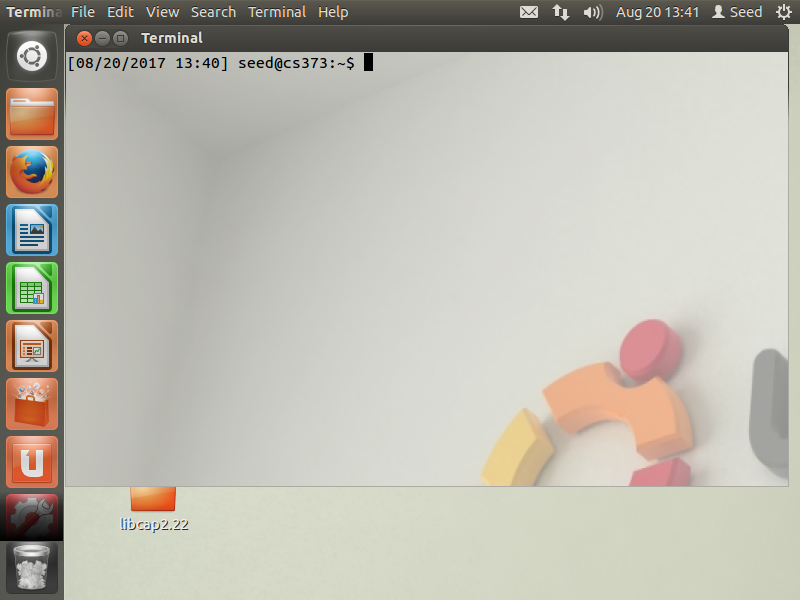 Termina File Edit View Search Terminal Help Aug 20 13:41 Seed
Terminal
[08/20/2017 13:40] seed@cs373:~$
libcap2.22